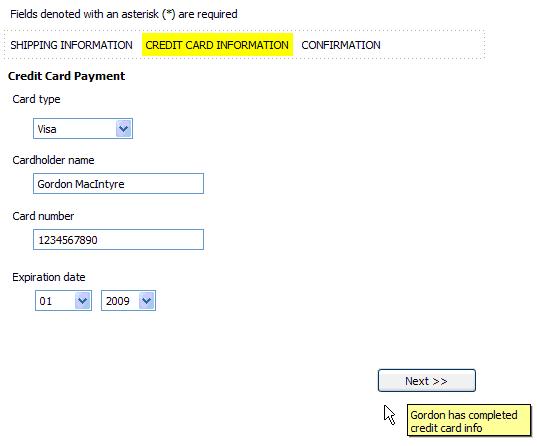 Fields denoted with an asterisk (*) are required
SHIPPING INFORMATION CREDIT CARD INFORMATION CONFIRMATION
Credit Card Payment
Card type
Visa
Cardholder name
Gordon MacIntyre
Card number
1234567890
Expiration date
01 2009
Next >>
Gordon has completed
credit card info